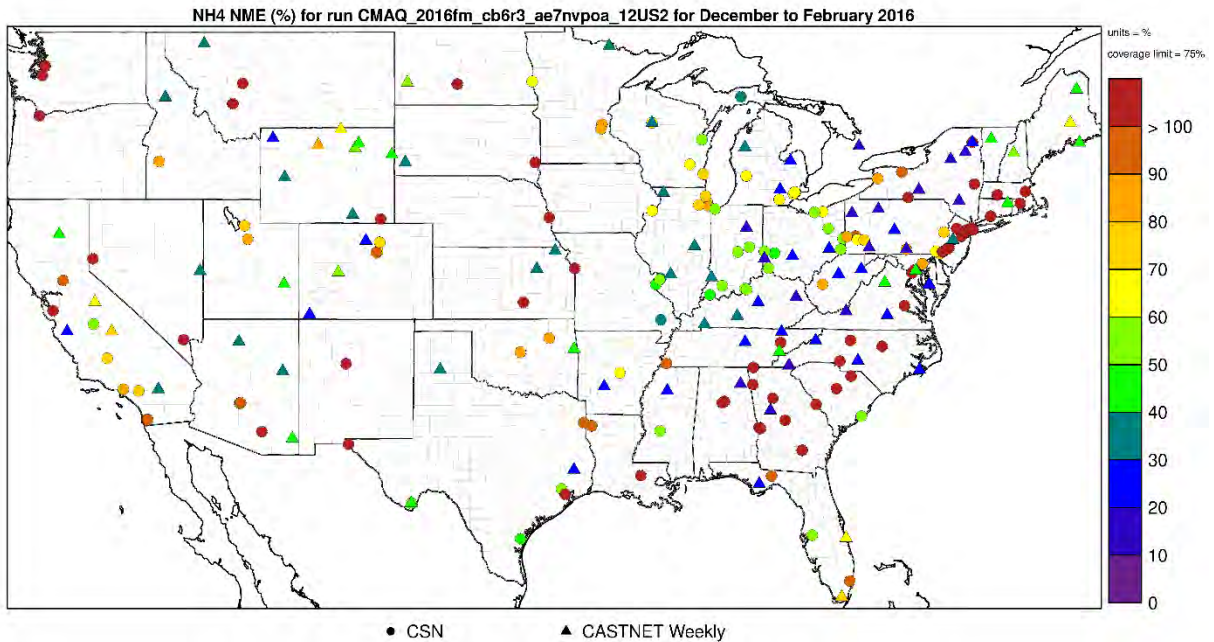 NH4 NME (%) for run CMAQ_2016fm_cb6r3_ae7nvpoa_12US2 for December to February 2016
units = %
coverage limit = 75%
> 100
90
80
70
60
50
40
30
20
10
0
CSN
CASTNET Weekly